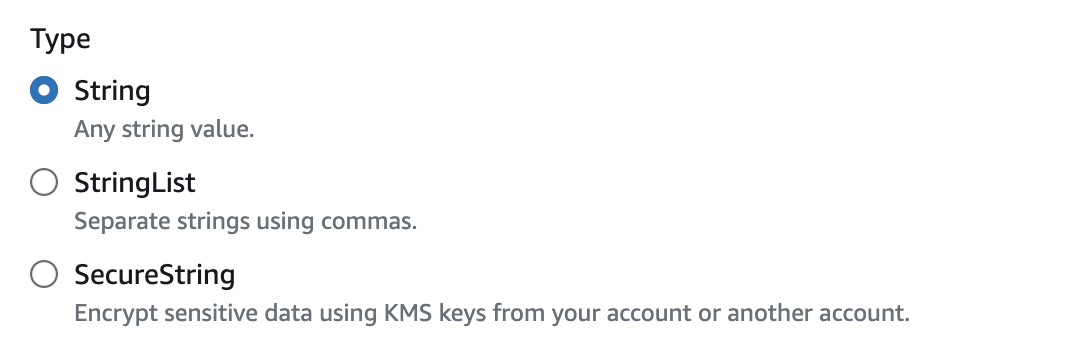 Type
String
Any string value.
StringList
Separate strings using commas.
SecureString
Encrypt sensitive data using KMS keys from your account or another account.